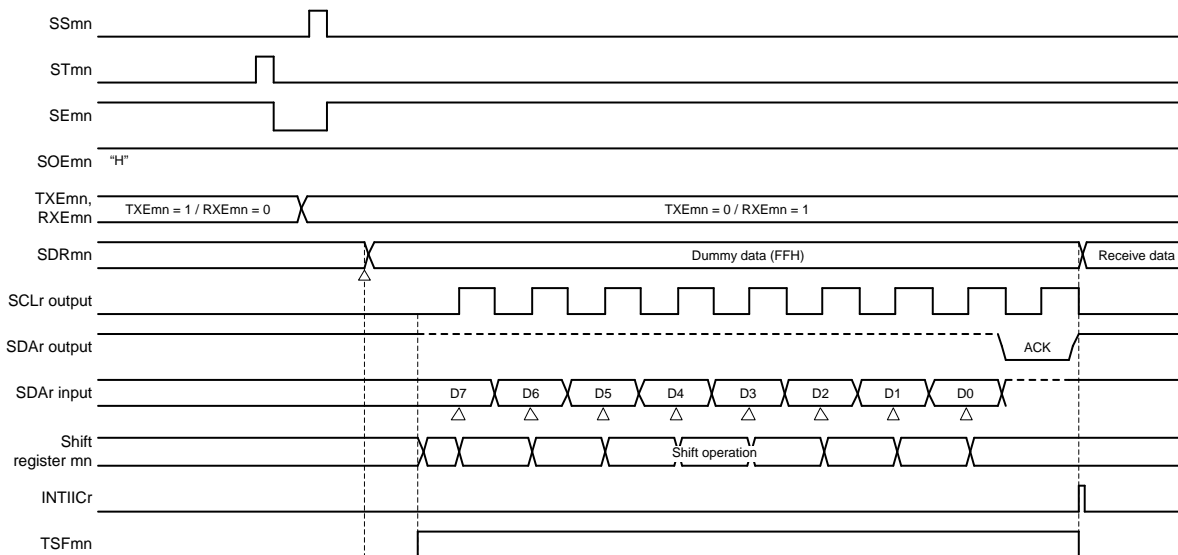 SSmn
STmn
SEmn
SOEmn "H"
TXEmn,
RXEmn
TXEmn = 1 / RXEmn = 0
TXEmn = 0 / RXEmn = 1
SDRmn
Dummy data (FFH)
Receive data
SCLr output
SDAr output
ACK
SDAr input
D7 D6 D5 D4 D3 D2 D1 D0
Shift
register mn
Shift operation
INTIICr
TSFmn